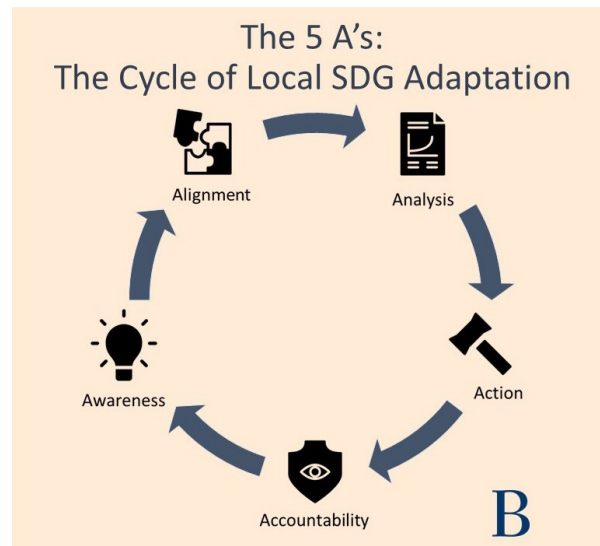 The 5 A's:
The Cycle of Local SDG Adaptation
Alignment
Analysis
Awareness
Action
Accountability
B